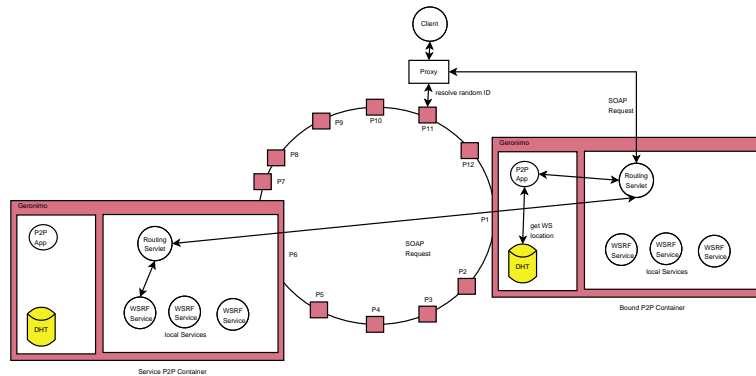 Client
Proxy
resolve random ID
SOAP
Request
P10
P11
P9
P12
P8
P7
Geronimo
P2P
App
Routing
Servlet
get WS
location
DHT
WSRF
Service
WSRF
Service
WSRF
Service
local Services
Bound P2P Container
P1
Geronimo
P2P
App
Routing
Servlet
DHT
WSRF
Service
WSRF
Service
WSRF
Service
local Services
Service P2P Container
P6
SOAP
Request
P2
P5
P3
P4